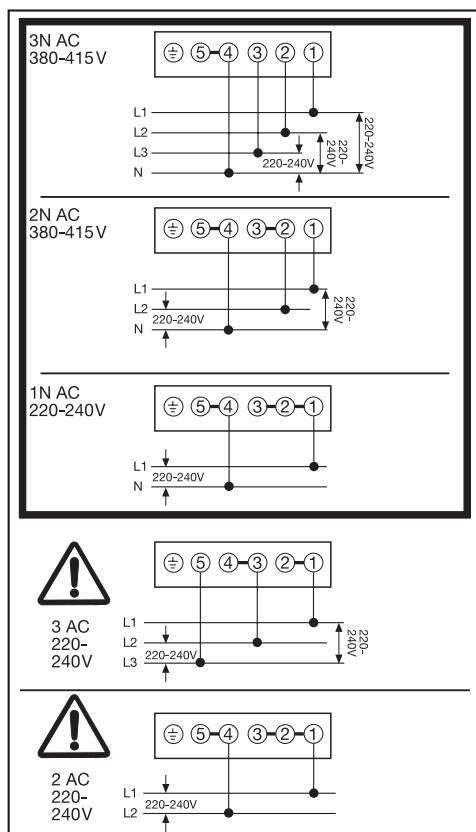 3N AC
380-415V
⏚ 5 4 3 2 1
L1
L2
L3
N
220-240V
220-
240V
220-240V
2N AC
380-415V
⏚ 5 4 3 2 1
L1
L2
220-240V
N
220-
240V
1N AC
220-240V
⏚ 5 4 3 2 1
L1
220-240V
N
!
3 AC
220-
240V
⏚ 5 4 3 2 1
L1
L2
220-240V
L3
220-
240V
!
2 AC
220-
240V
⏚ 5 4 3 2 1
L1
220-240V
L2